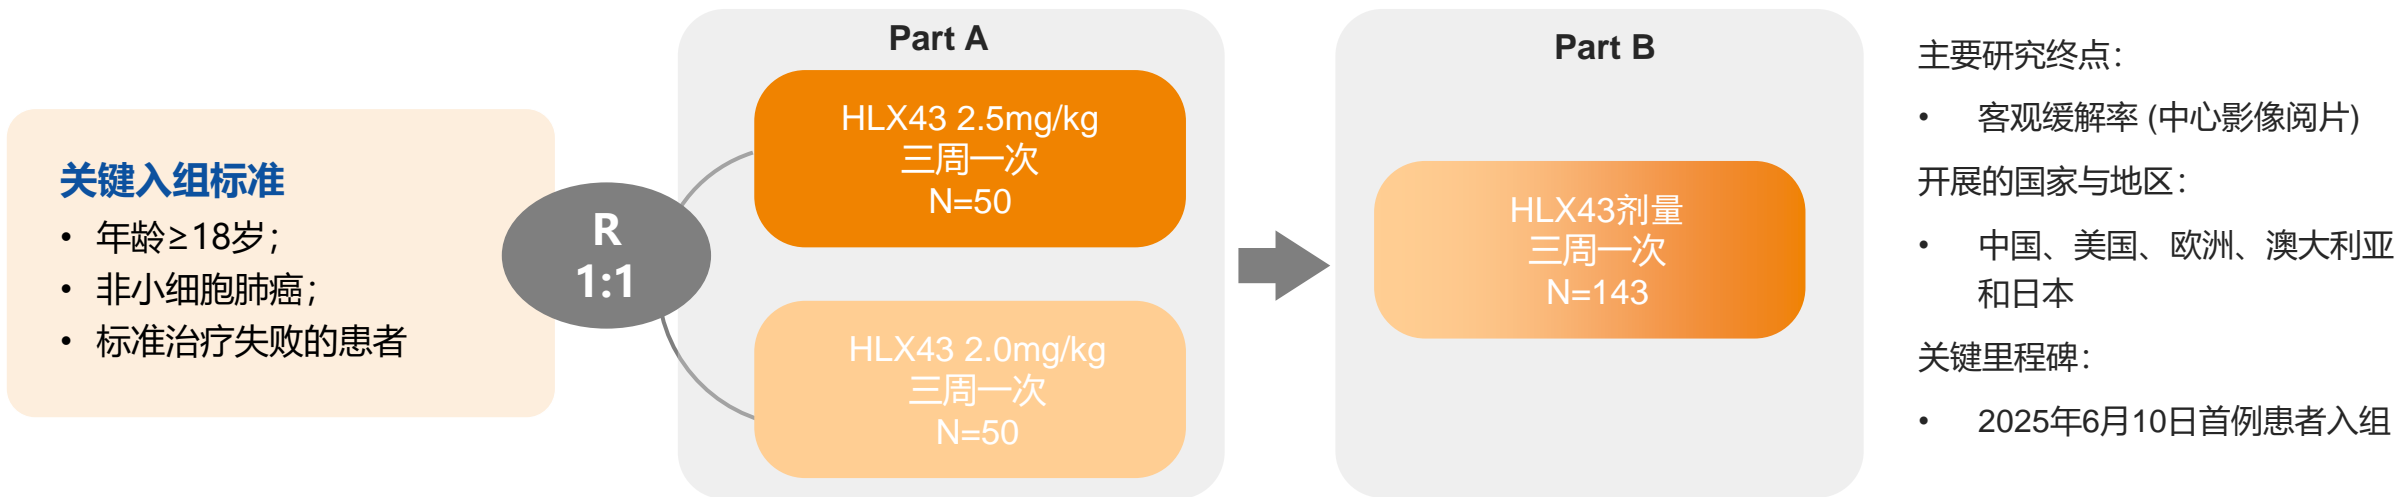 关键入组标准
• 年龄≥18岁；
• 非小细胞肺癌；
• 标准治疗失败的患者
R
1:1
Part A
HLX43 2.5mg/kg
三周一次
N=50
HLX43 2.0mg/kg
三周一次
N=50
Part B
HLX43剂量
三周一次
N=143
主要研究终点：
• 客观缓解率 (中心影像阅片)
开展的国家与地区：
• 中国、美国、欧洲、澳大利亚
和日本
关键里程碑：
• 2025年6月10日首例患者入组